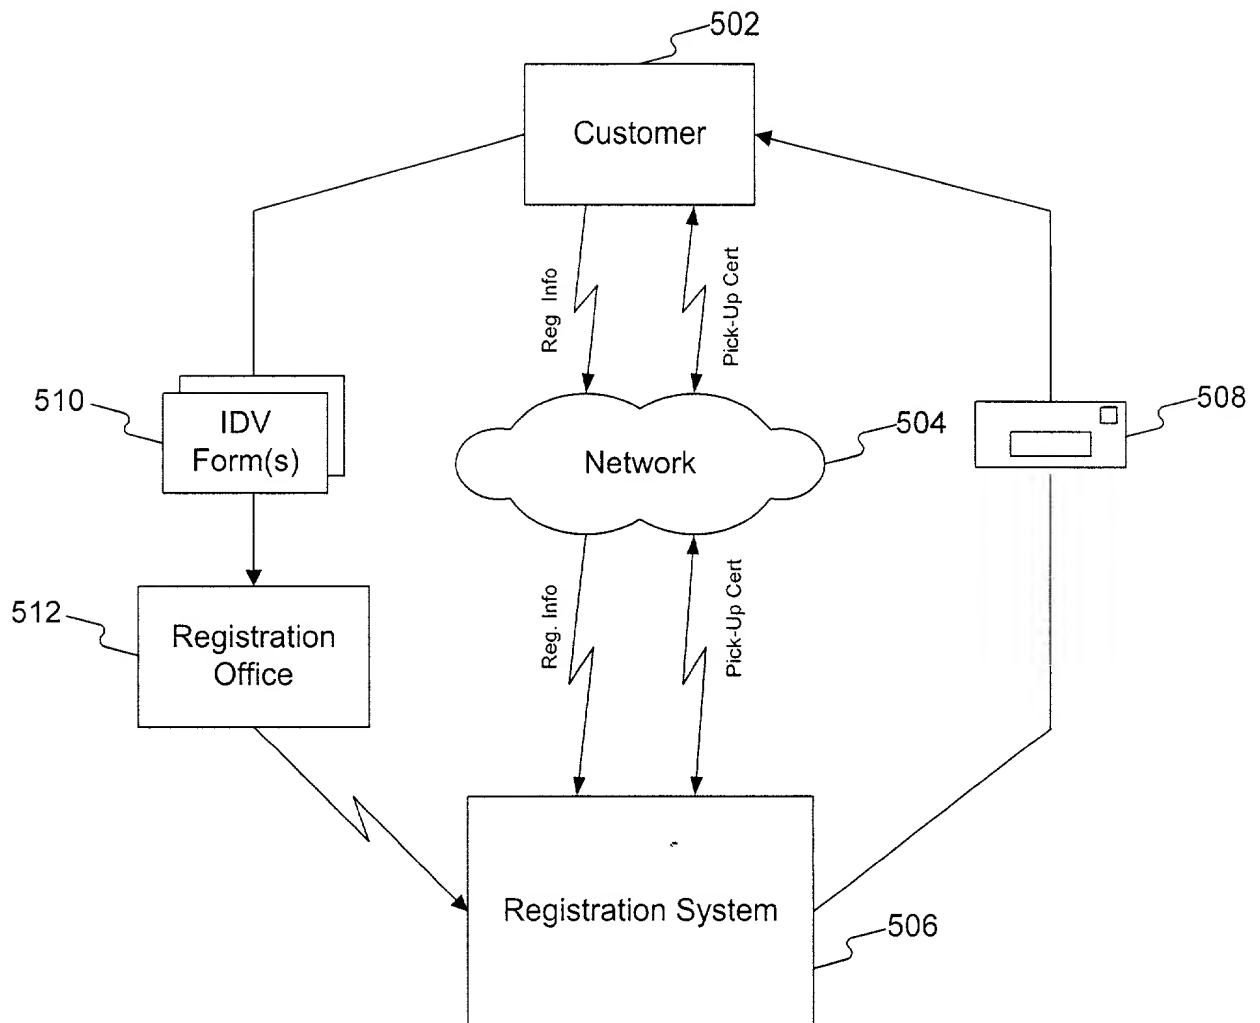 502
Customer
Reg Info
Pick-Up Cert
510
IDV
Form(s)
Network
504
508
512
Registration
Office
Reg. Info
Pick-Up Cert
Registration System
506